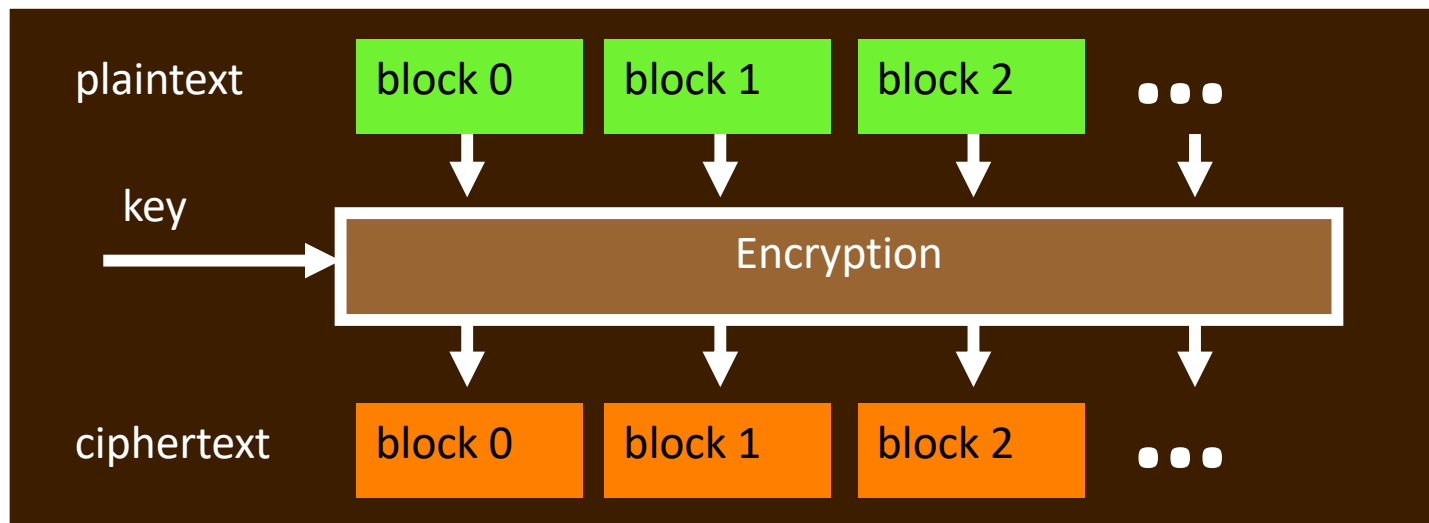 plaintext block 0 block 1 block 2 ...
key
Encryption
ciphertext block 0 block 1 block 2 ...